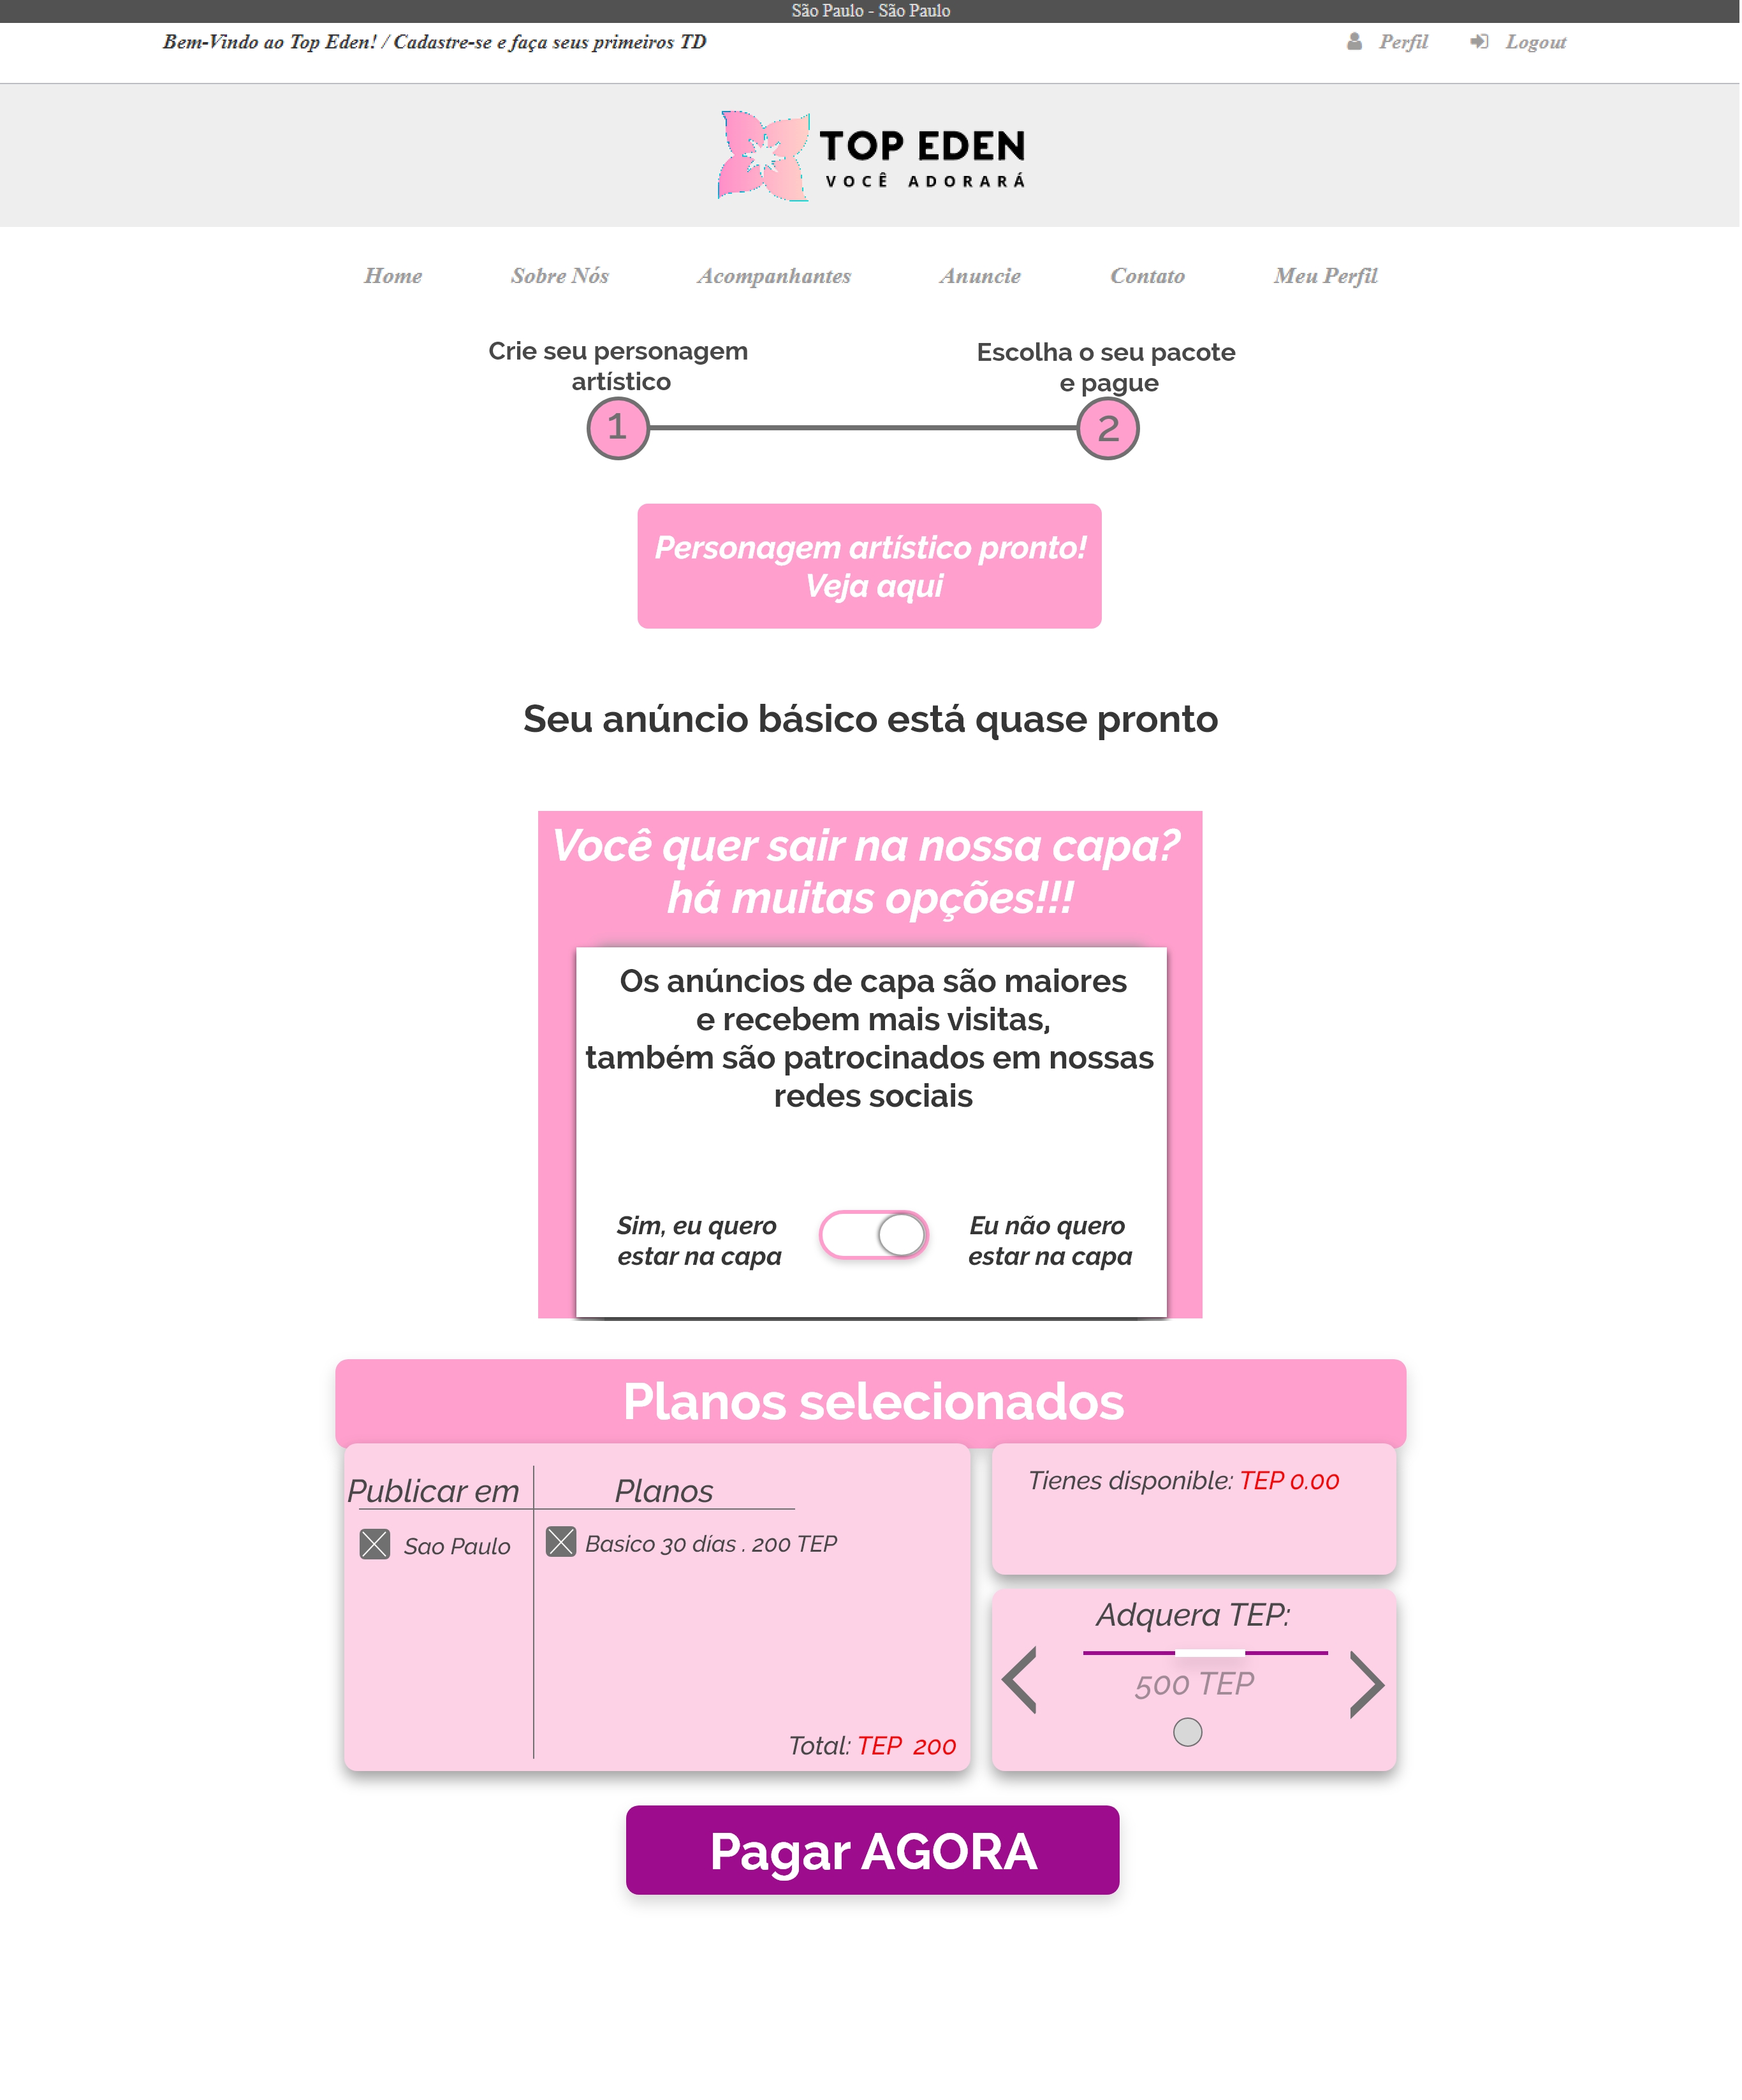 São Paulo - São Paulo
Bem-Vindo ao Top Eden! / Cadastre-se e faça seus primeiros TD
Perfil
Logout
TOP EDEN
VOCÊ ADORARÁ
Home
Sobre Nós
Acompanhantes
Anuncie
Contato
Meu Perfil
Crie seu personagem
artístico
1
Escolha o seu pacote
e pague
2
Personagem artístico pronto!
Veja aqui
Seu anúncio básico está quase pronto
Você quer sair na nossa capa?
há muitas opções!!!
Os anúncios de capa são maiores
e recebem mais visitas,
também são patrocinados em nossas
redes sociais
Sim, eu quero
estar na capa
Eu não quero
estar na capa
Planos selecionados
Publicar em
Planos
Sao Paulo
Basico 30 días . 200 TEP
Total: TEP 200
Tienes disponible: TEP 0.00
Adquera TEP:
500 TEP
Pagar AGORA